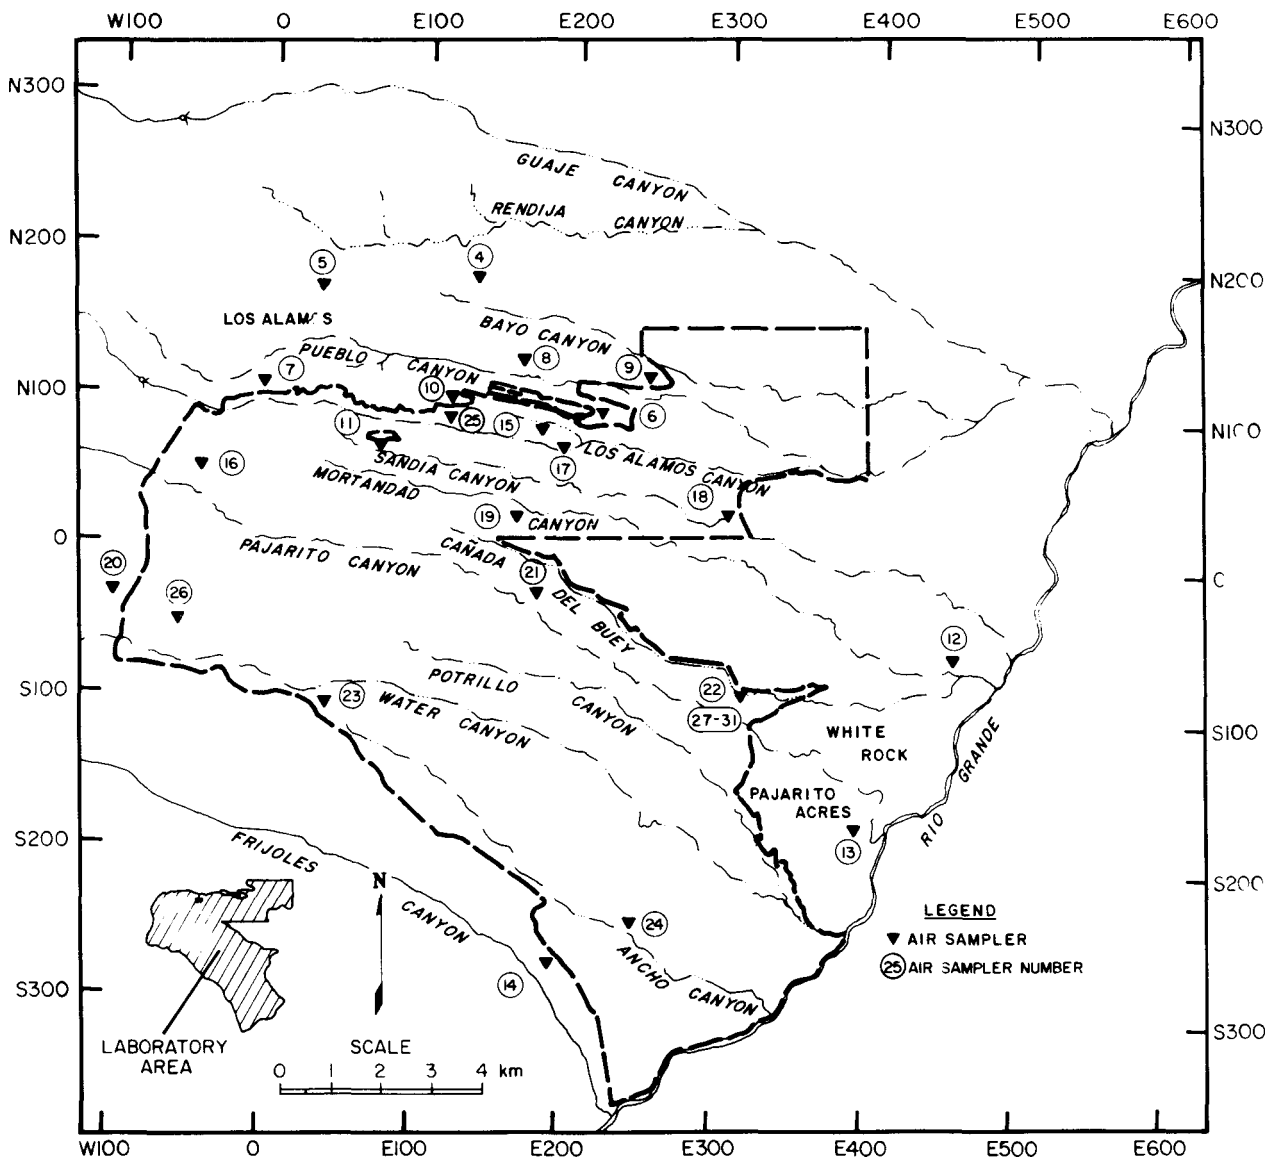 W100 0 E100 E200 E300 E400 E500 E600
N300
N300
GUAJE CANYON
RENDIJA CANYON
N200
5
4
N200
LOS ALAMOS
BAYO CANYON
PUEBLO CANYON
7
8
9
N100
10
6
11
25
15
N100
16
SANDIA CANYON
17
LOS ALAMOS CANYON
MORTANDAD CANYON
18
19
0
CAÑADA DEL BUEY
PAJARITO CANYON
20
21
26
12
S100
POTRILLO CANYON
22
23
WATER CANYON
27-31
S100
WHITE
ROCK
PAJARITO
ACRES
RIO GRANDE
S200
13
FRIJOLES CANYON
N
S200
24
LEGEND
AIR SAMPLER
25 AIR SAMPLER NUMBER
ANCHO CANYON
14
S300
S300
LABORATORY
AREA
SCALE
0 1 2 3 4 km
W100 0 E100 E200 E300 E400 E500 E600